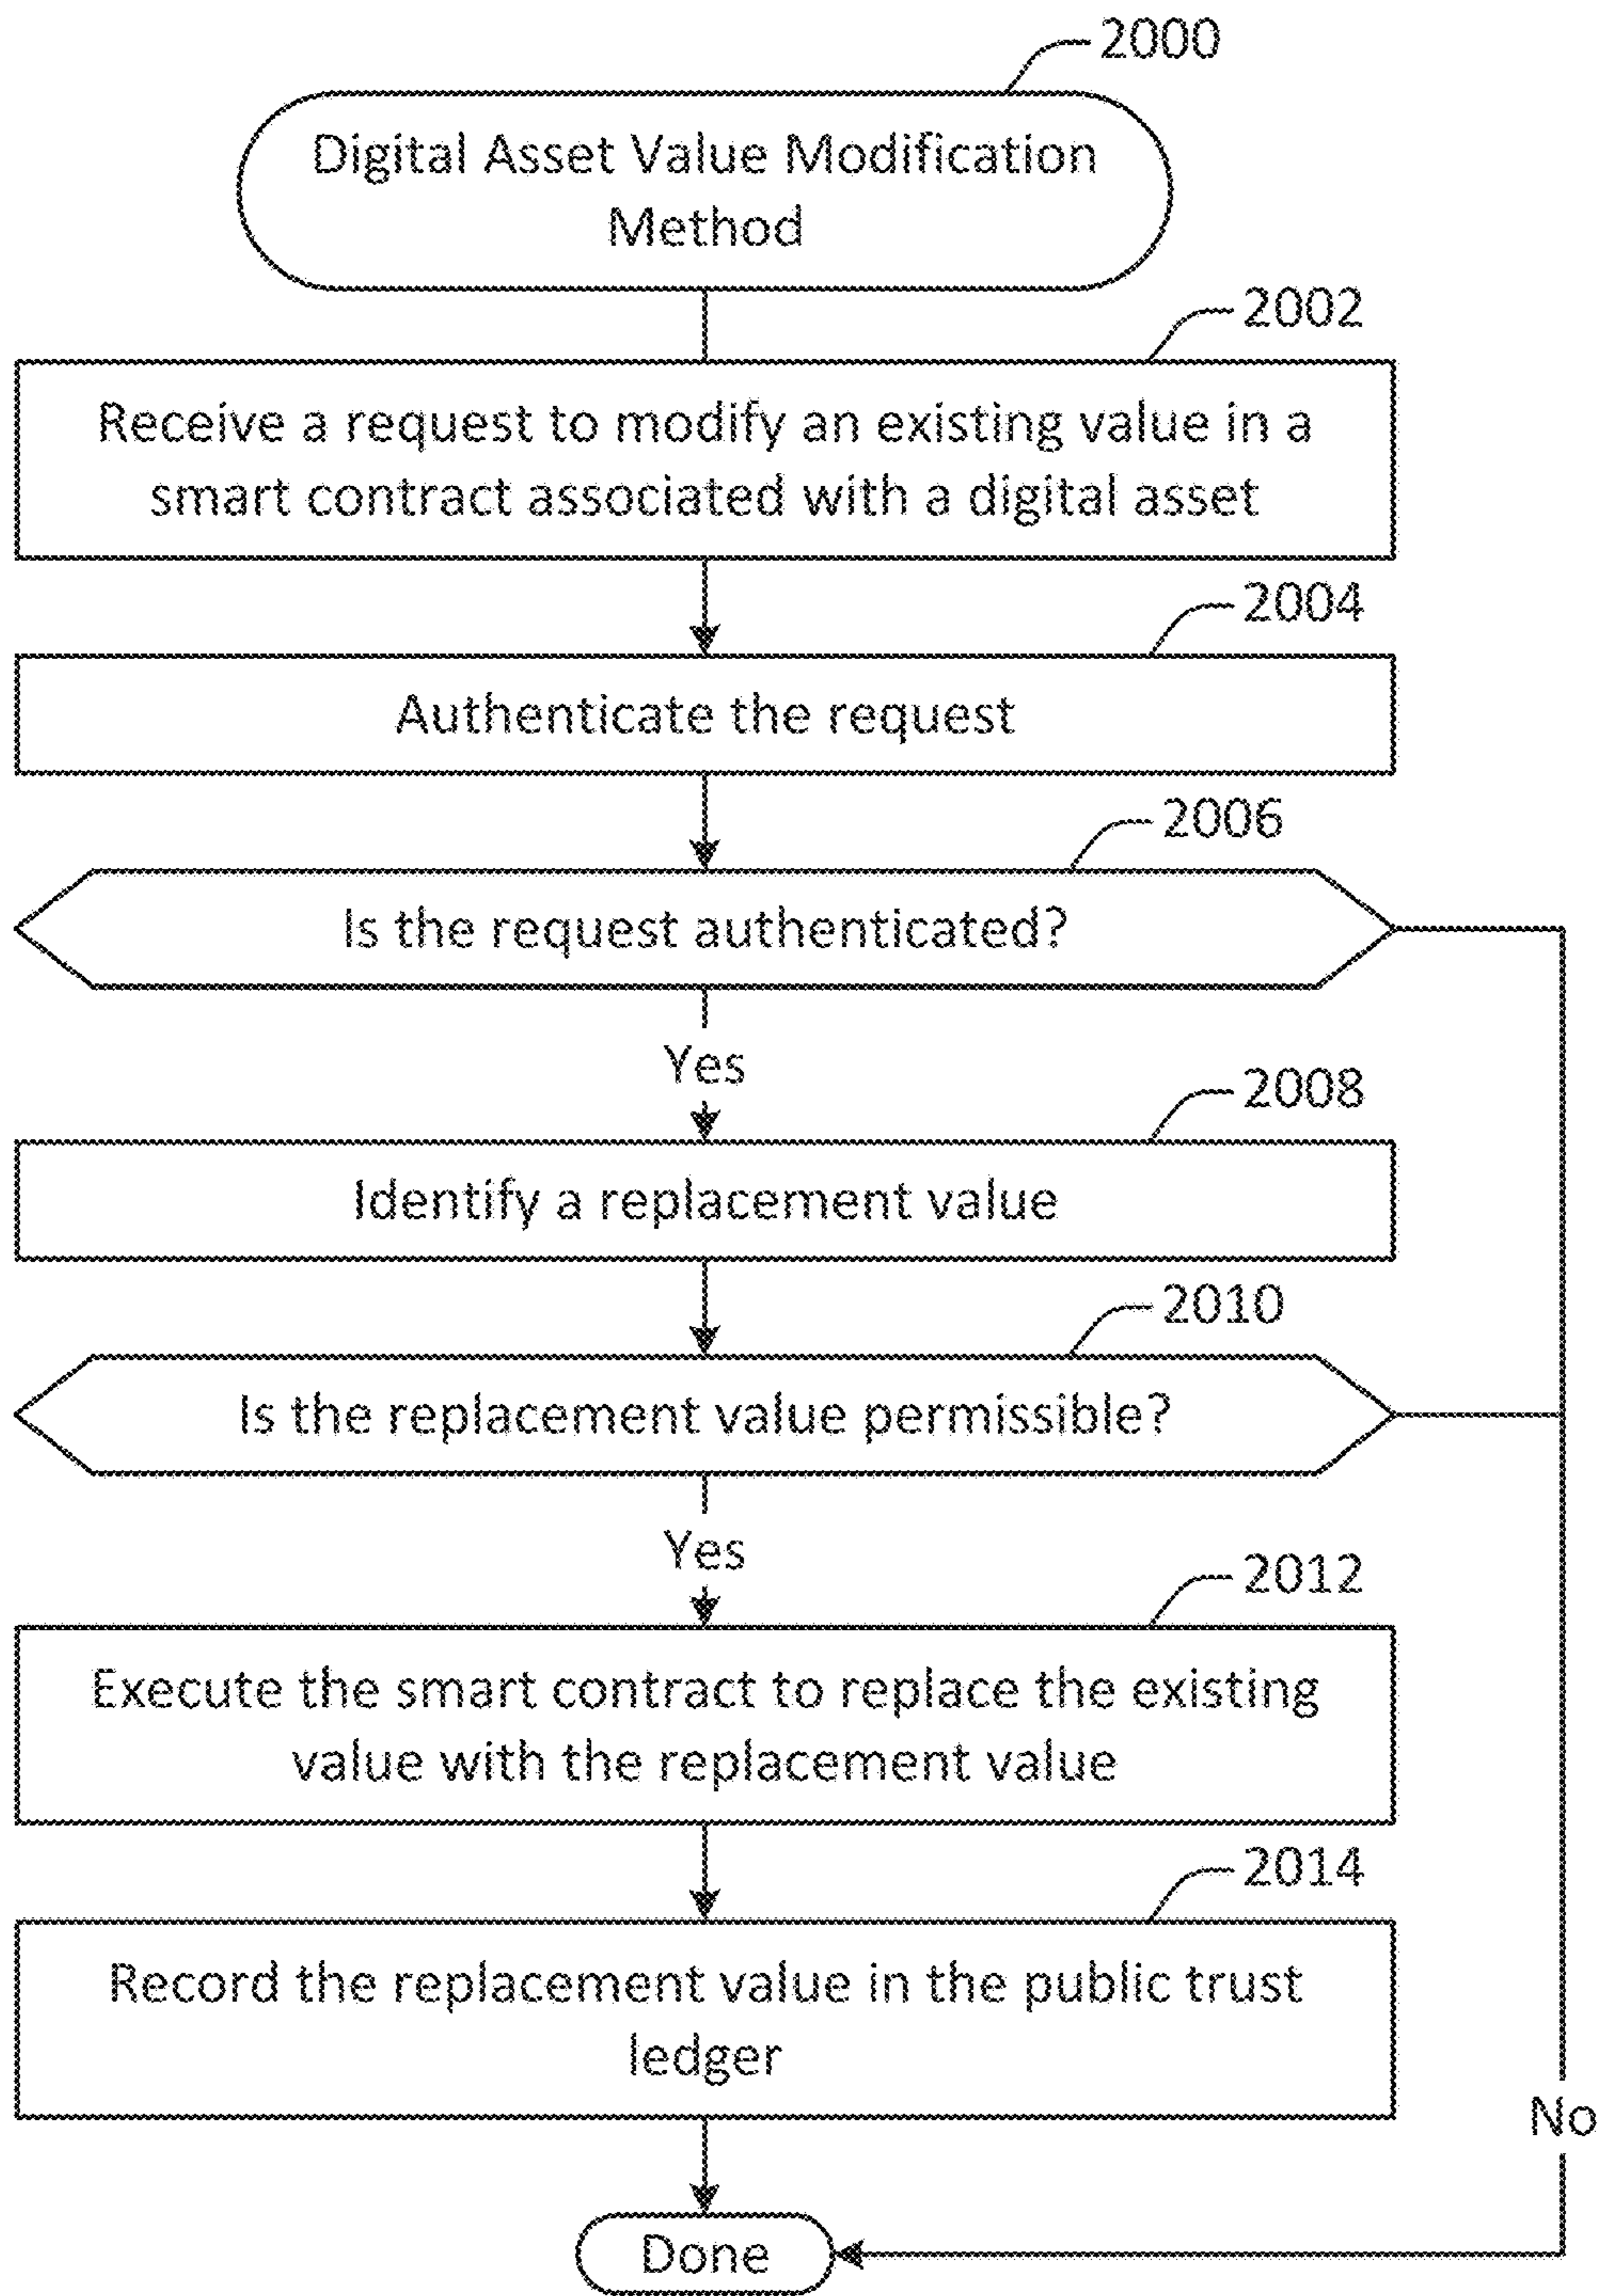 2000
Digital Asset Value Modification
Method
2002
Receive a request to modify an existing value in a
smart contract associated with a digital asset
2004
Authenticate the request
2006
Is the request authenticated?
Yes
2008
Identify a replacement value
2010
Is the replacement value permissible?
Yes
2012
Execute the smart contract to replace the existing
value with the replacement value
2014
Record the replacement value in the public trust
ledger
No
Done